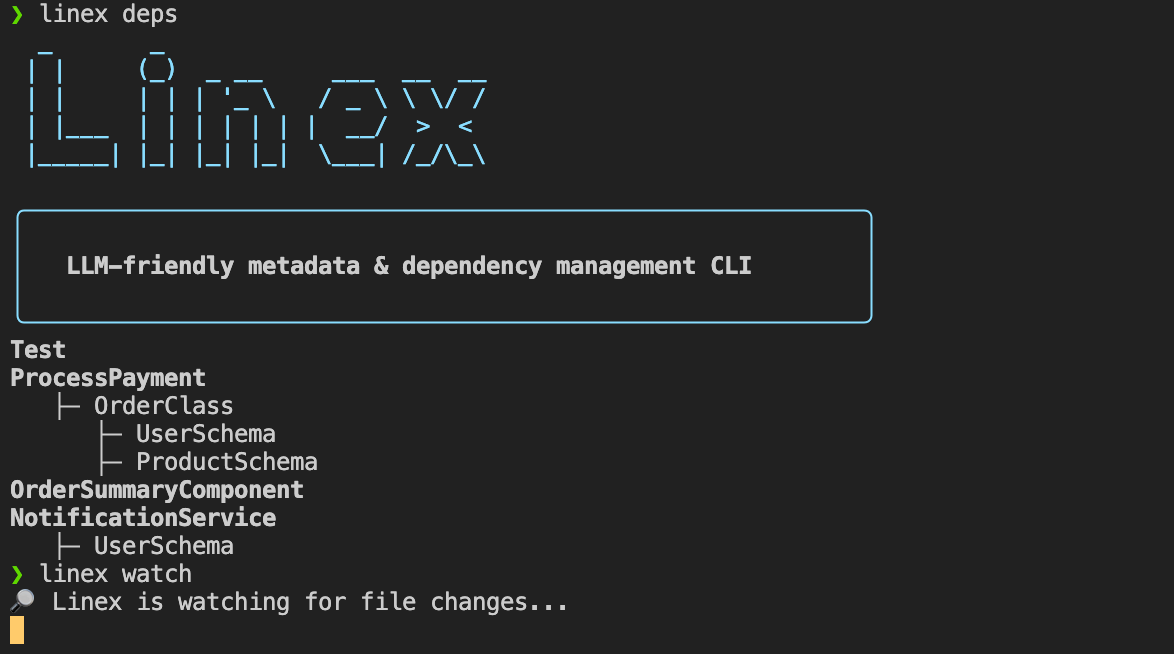 ❯ linex deps
Linex
LLM-friendly metadata & dependency management CLI
Test
ProcessPayment
├─ OrderClass
├─ UserSchema
├─ ProductSchema
OrderSummaryComponent
NotificationService
├─ UserSchema
❯ linex watch
🔎 Linex is watching for file changes...